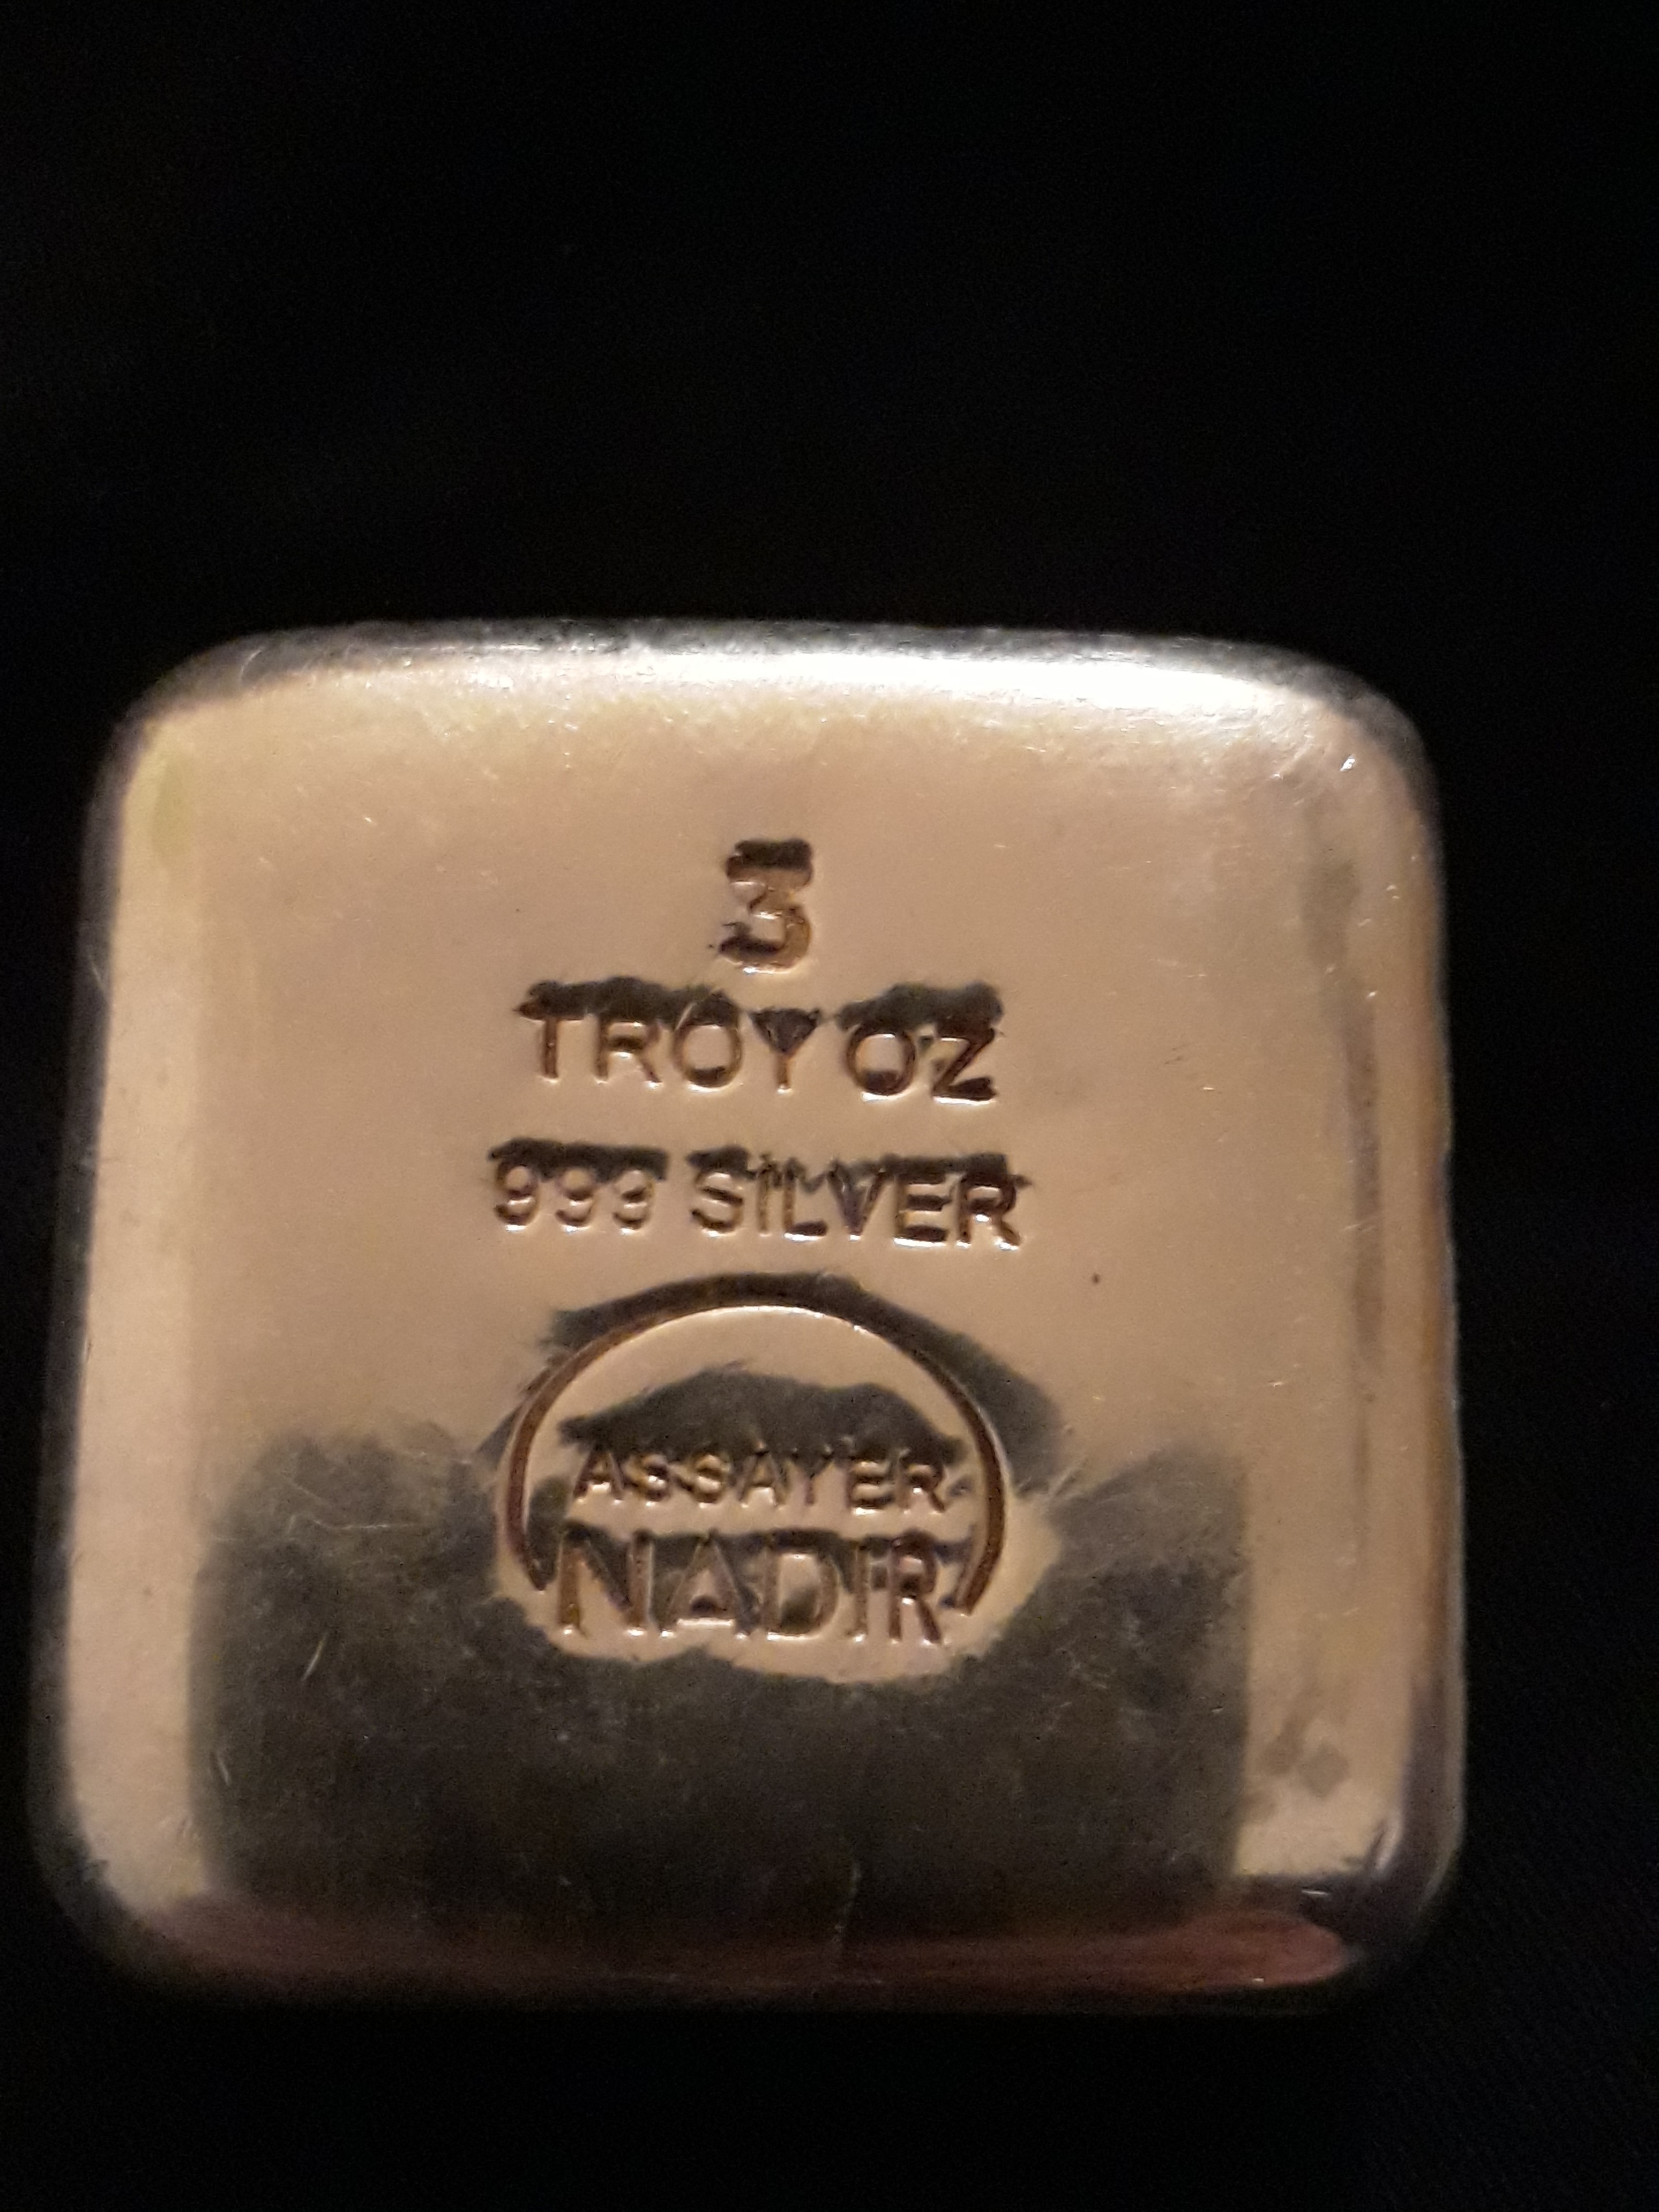 3
TROY OZ
999 SILVER
ASSAYER
NADIR